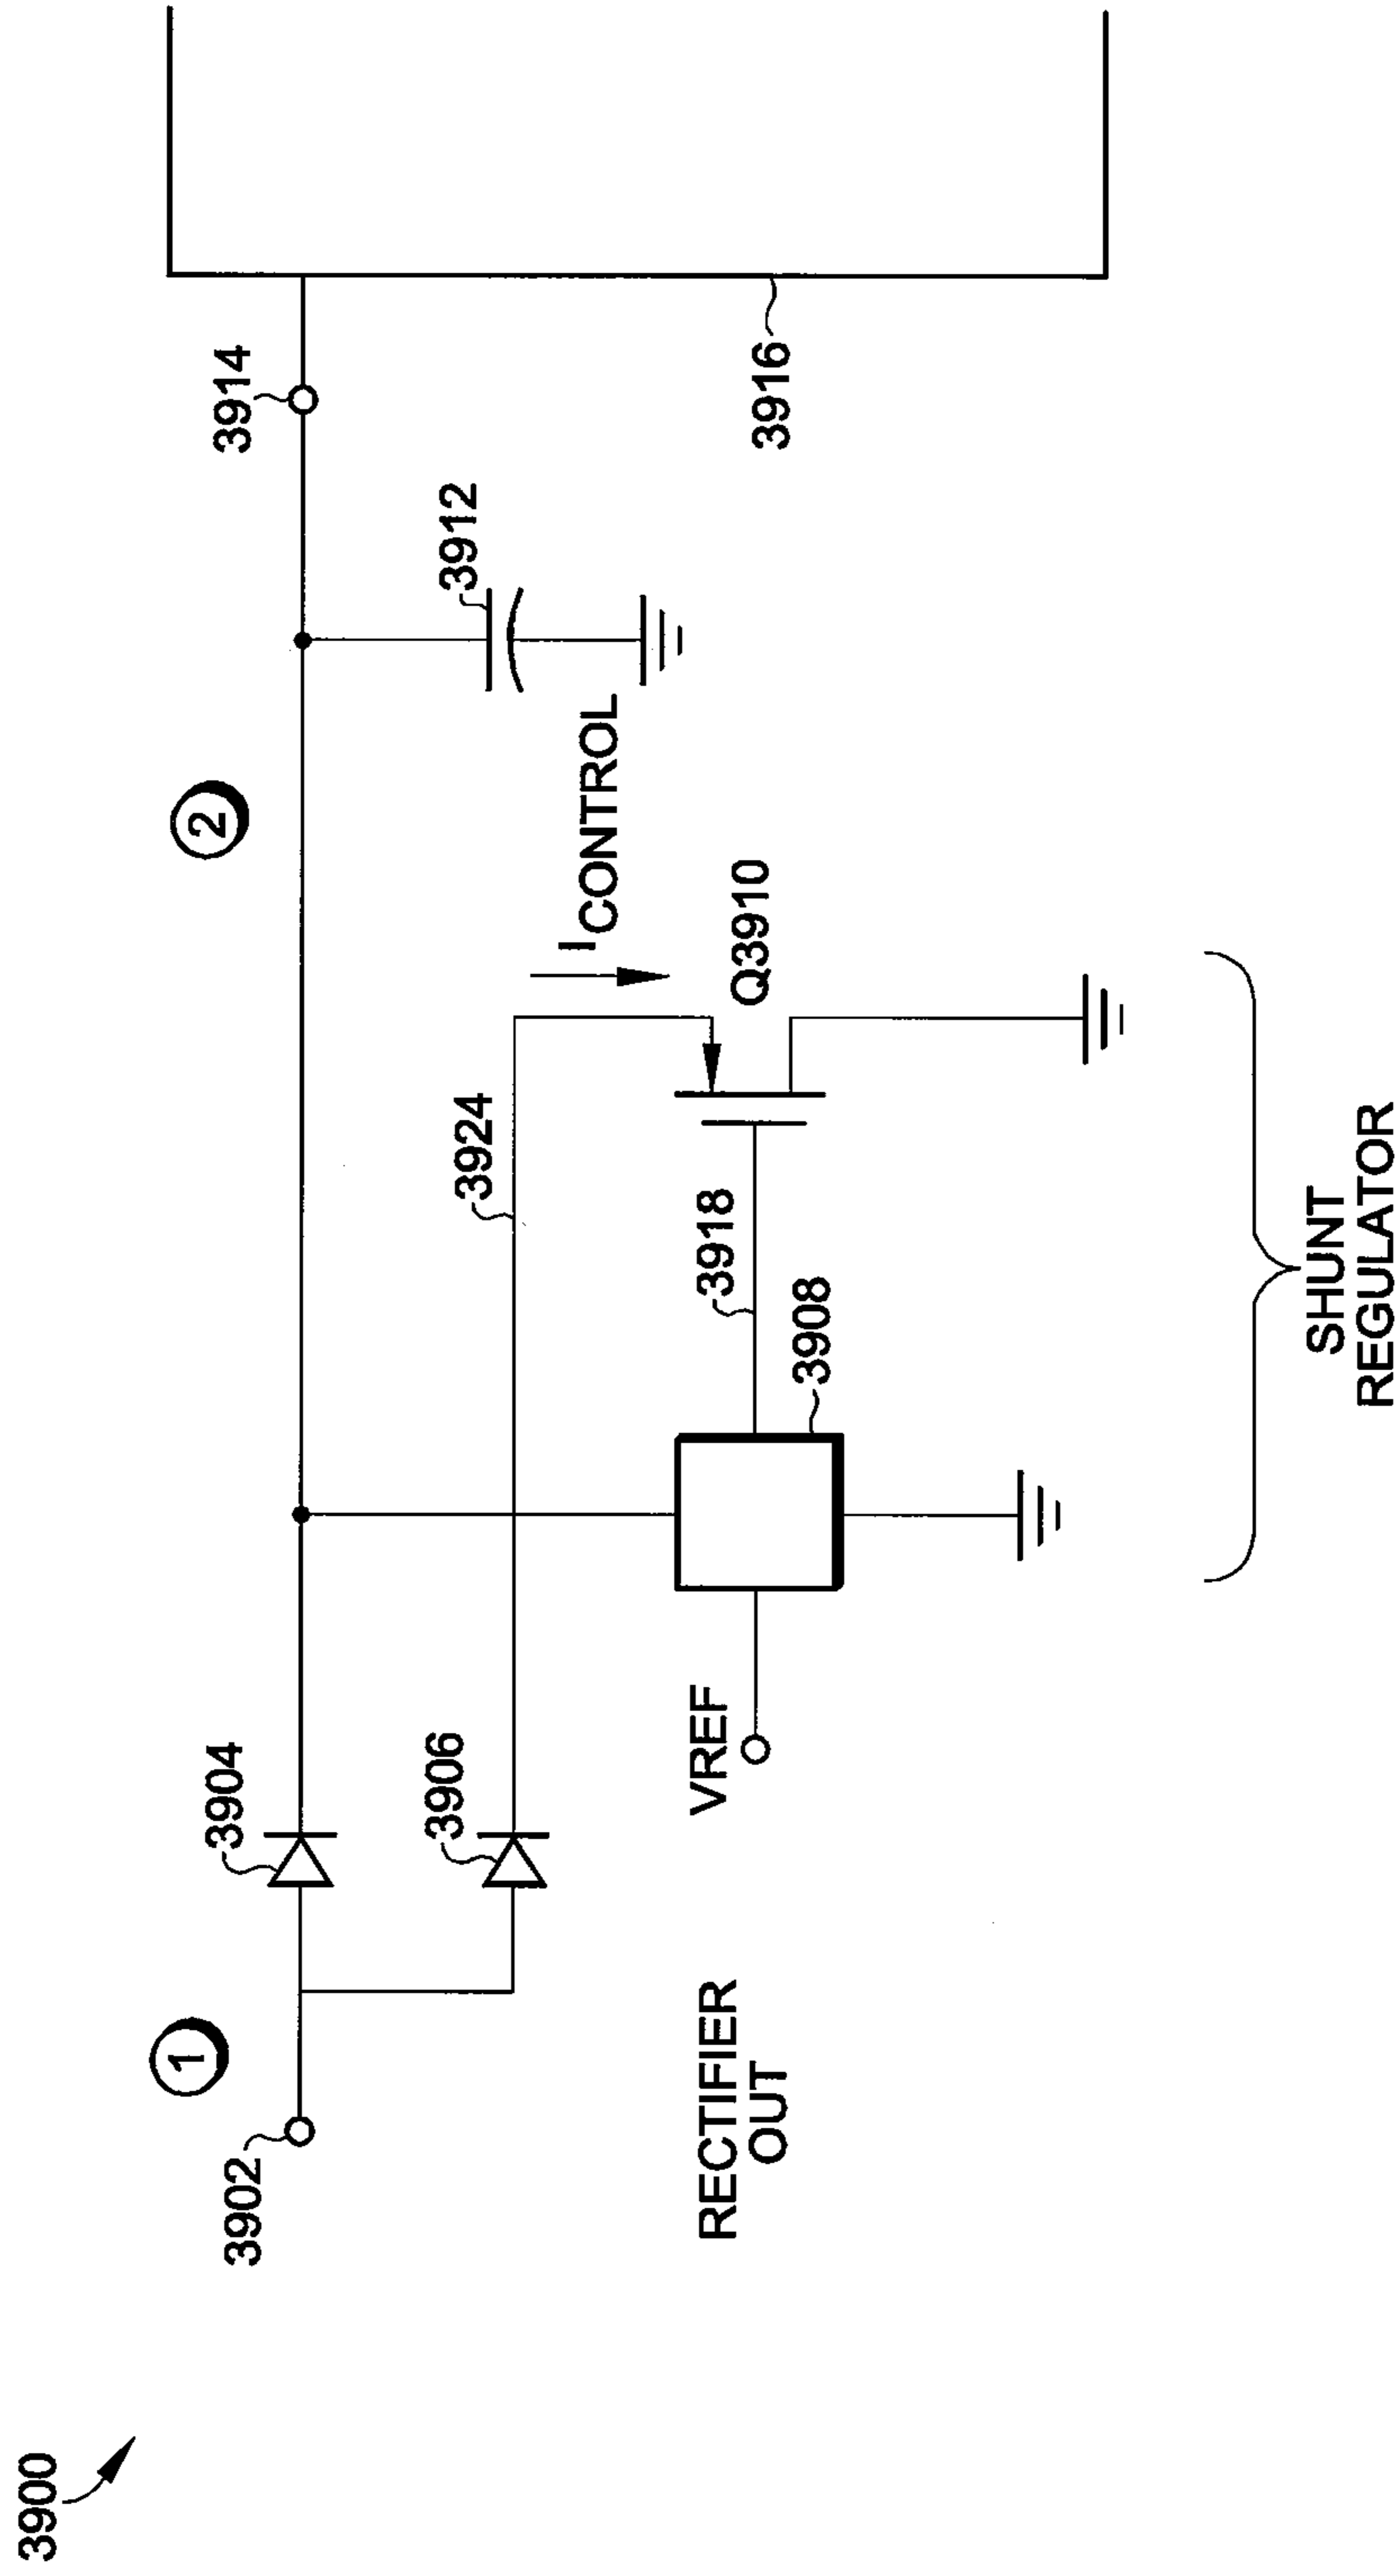 3900
3902
1
3904
3906
RECTIFIER
OUT
VREF
3908
3918
3924
Q3910
ICONTROL
2
3912
3914
3916
SHUNT
REGULATOR